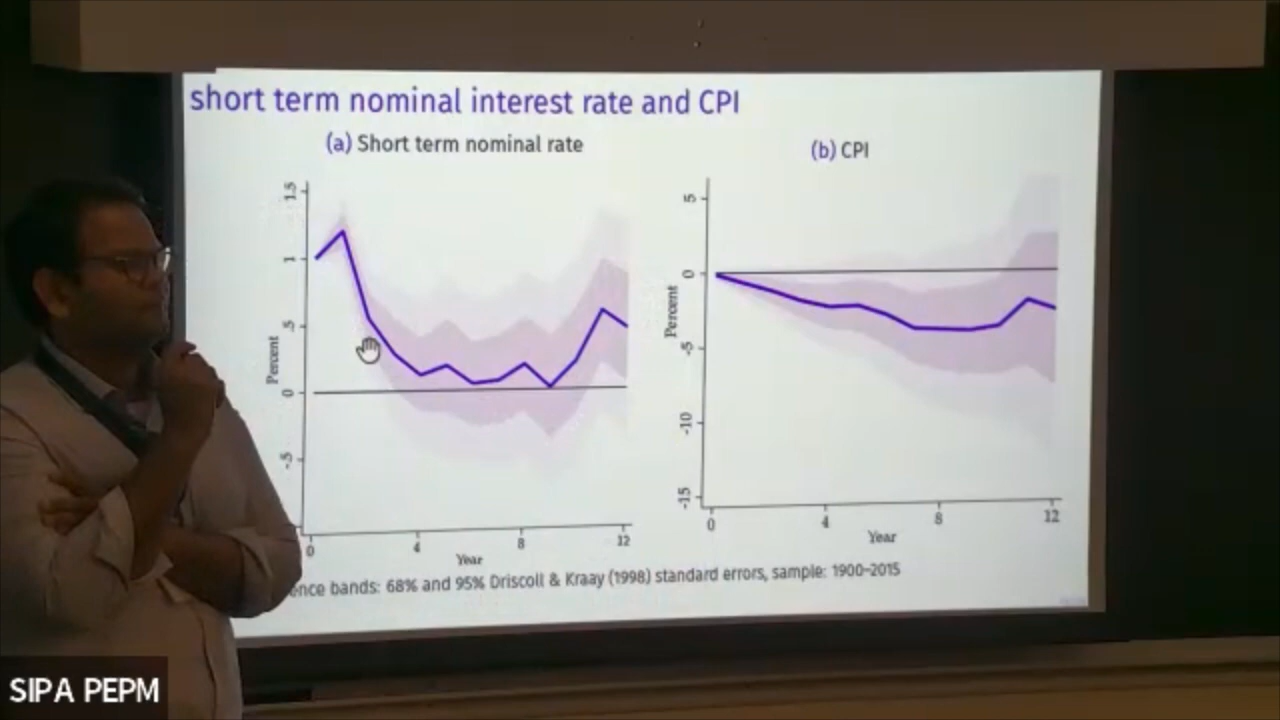 short term nominal interest rate and CPI
(a) Short term nominal rate
(b) CPI
1.5
1
.5
0
-.5
Percent
0
4
8
12
Year
5
0
-5
-10
-15
Percent
0
4
8
12
Year
ence bands: 68% and 95% Driscoll & Kraay (1998) standard errors, sample: 1900–2015
SIPA PEPM